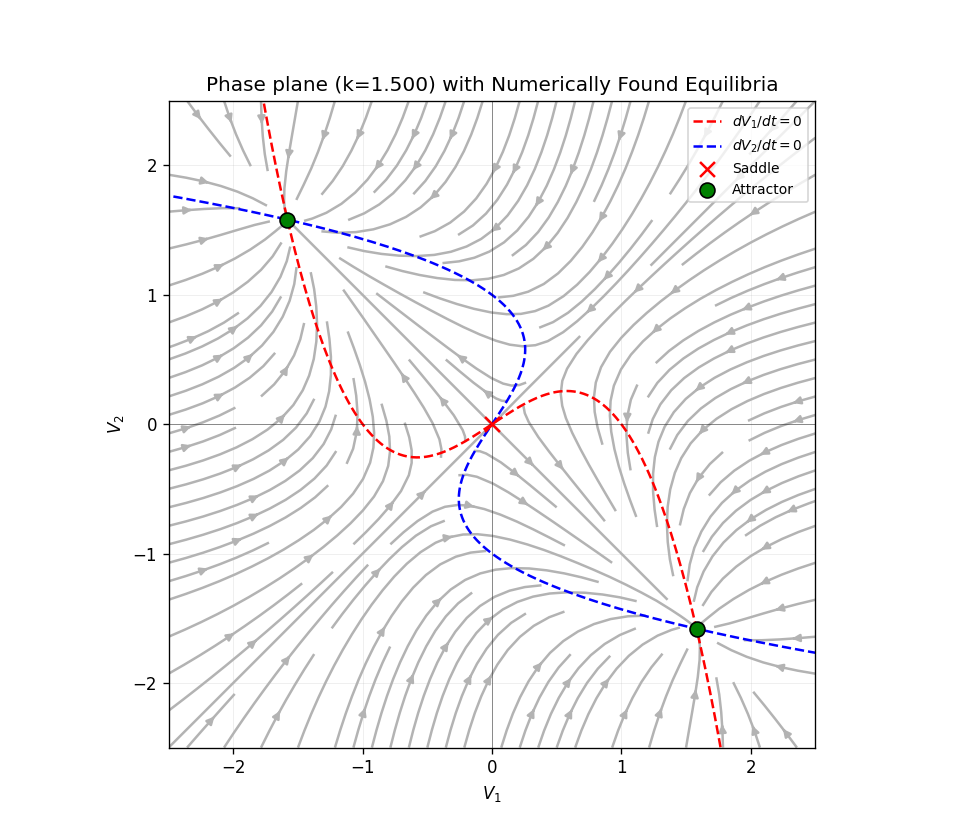 Phase plane (k=1.500) with Numerically Found Equilibria
dV₁/dt = 0
dV₂/dt = 0
Saddle
Attractor
2
1
0
−1
−2
V₂
−2 −1 0 1 2
V₁